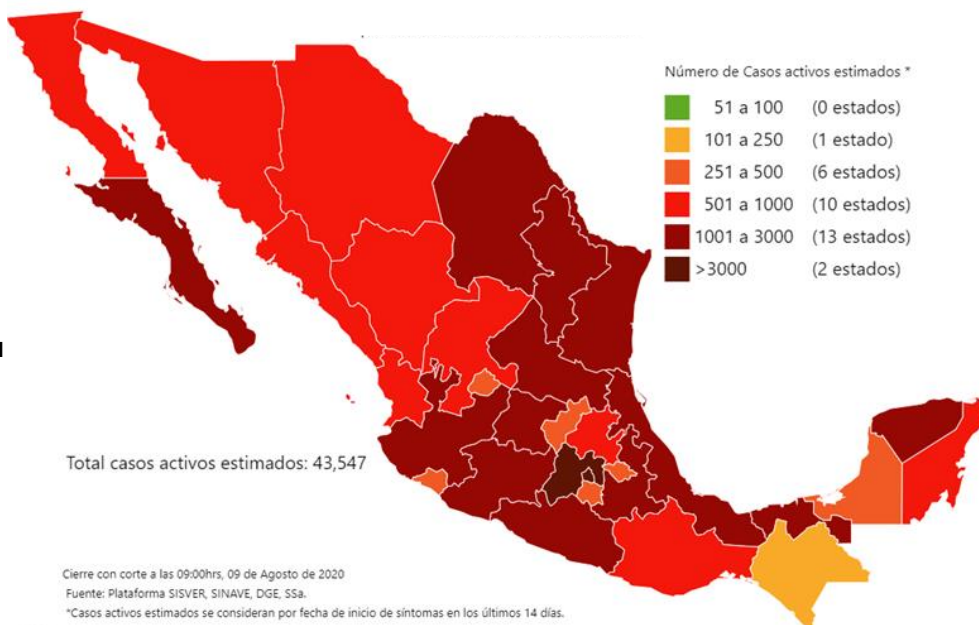 Número de Casos activos estimados *
51 a 100 (0 estados)
101 a 250 (1 estado)
251 a 500 (6 estados)
501 a 1000 (10 estados)
1001 a 3000 (13 estados)
>3000 (2 estados)
Total casos activos estimados: 43,547
Cierre con corte a las 09:00hrs, 09 de Agosto de 2020
Fuente: Plataforma SISVER, SINAVE, DGE, SSa.
*Casos activos estimados se consideran por fecha de inicio de síntomas en los últimos 14 días.